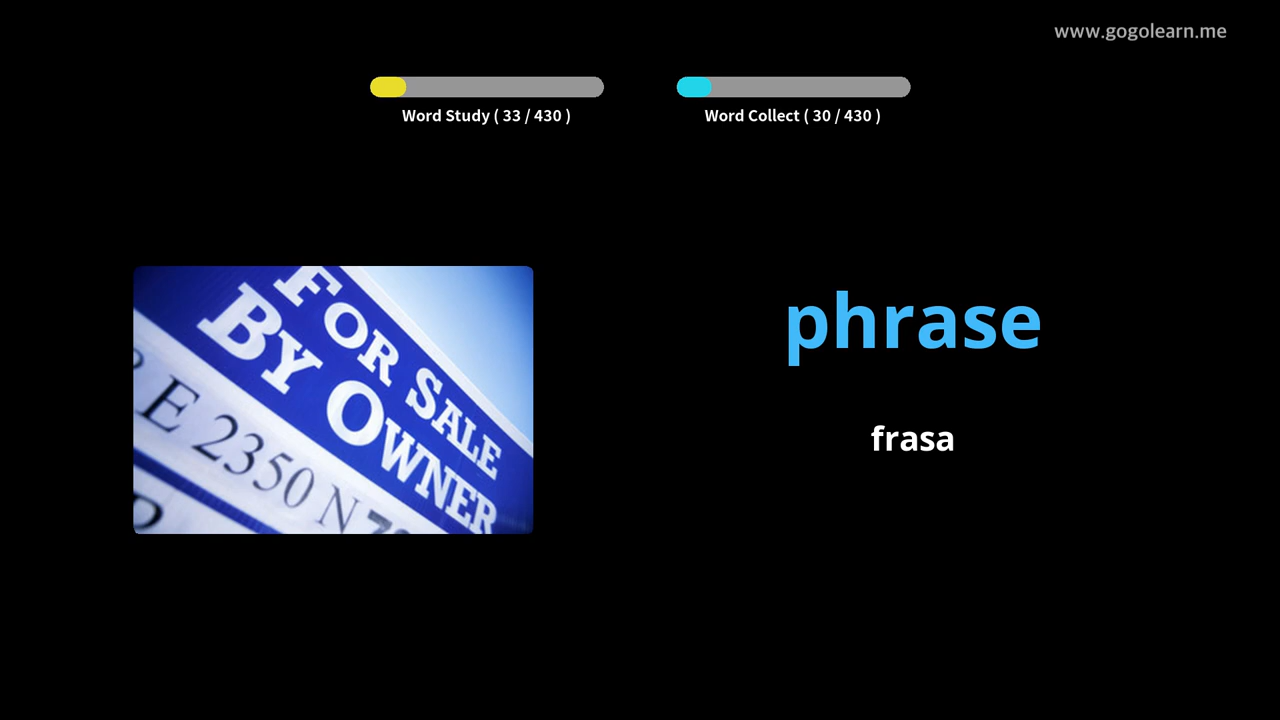 www.gogolearn.me
Word Study ( 33 / 430 )
Word Collect ( 30 / 430 )
FOR SALE
BY OWNER
E 2350 N
phrase
frasa